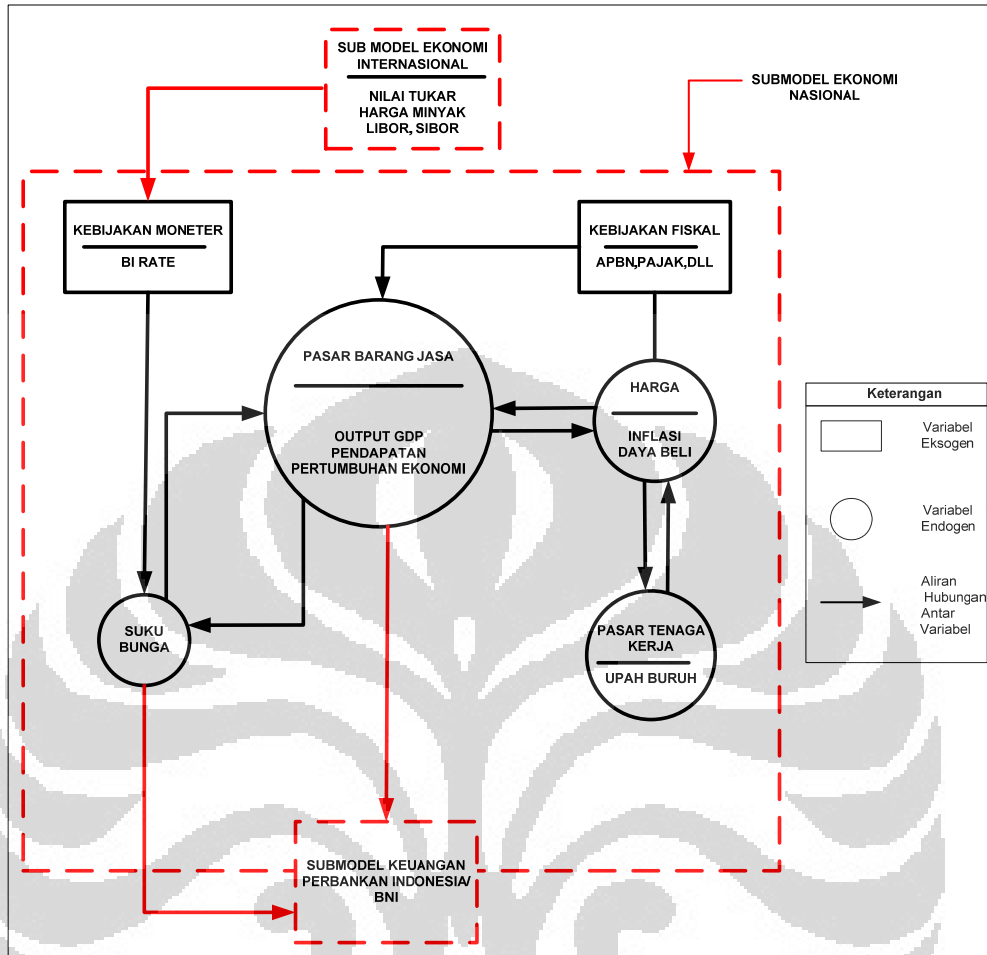 SUB MODEL EKONOMI
INTERNASIONAL
NILAI TUKAR
HARGA MINYAK
LIBOR, SIBOR
SUBMODEL EKONOMI
NASIONAL
KEBIJAKAN MONETER
BI RATE
KEBIJAKAN FISKAL
APBN,PAJAK,DLL
PASAR BARANG JASA
OUTPUT GDP
PENDAPATAN
PERTUMBUHAN EKONOMI
HARGA
INFLASI
DAYA BELI
SUKU
BUNGA
PASAR TENAGA
KERJA
UPAH BURUH
SUBMODEL KEUANGAN
PERBANKAN INDONESIA/
BNI
Keterangan
Variabel
Eksogen
Variabel
Endogen
Aliran
Hubungan
Antar
Variabel